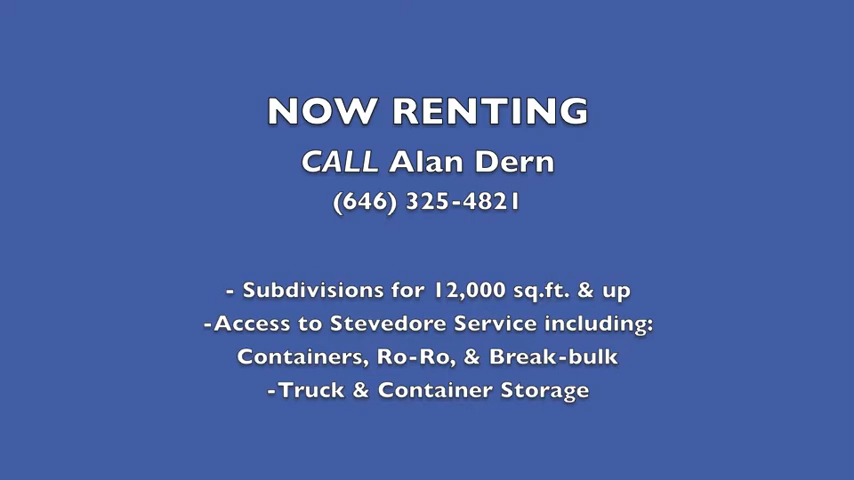 NOW RENTING
CALL Alan Dern
(646) 325-4821
- Subdivisions for 12,000 sq.ft. & up
-Access to Stevedore Service including:
Containers, Ro-Ro, & Break-bulk
-Truck & Container Storage